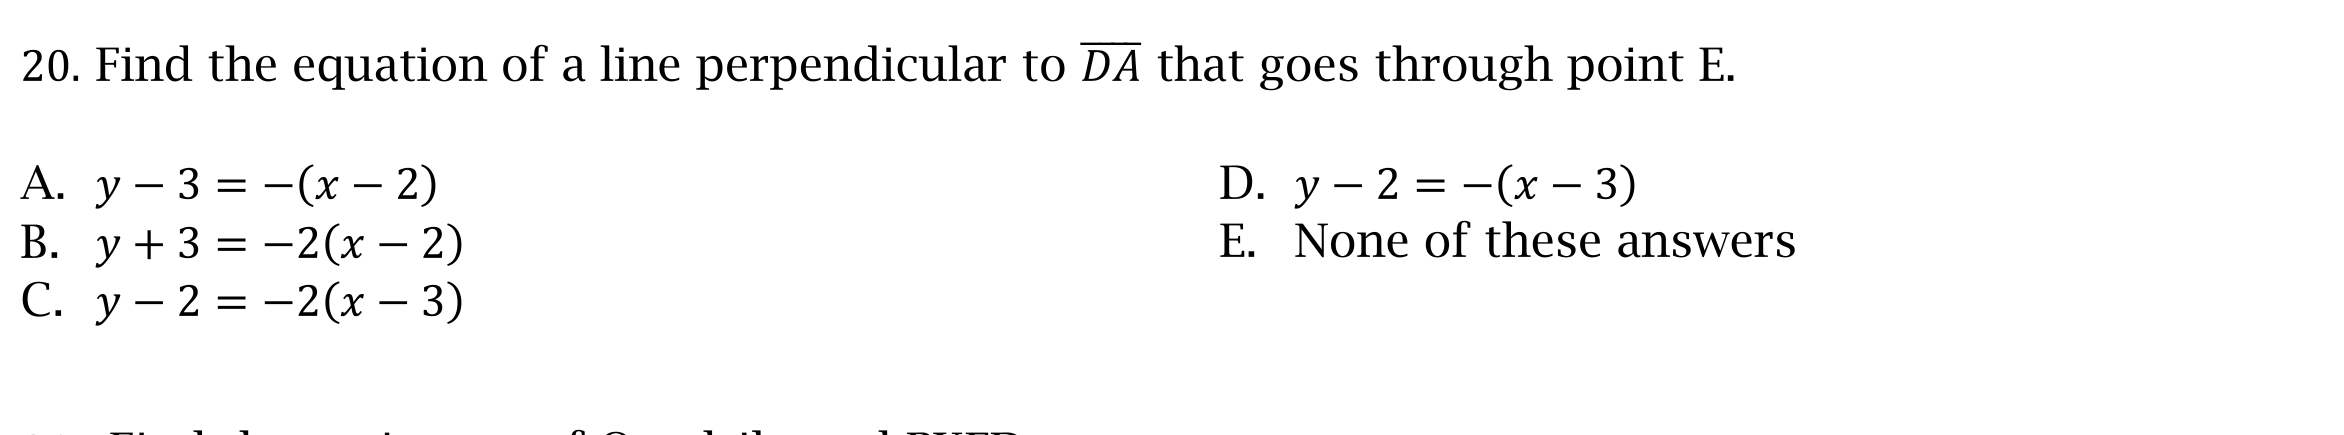 20. Find the equation of a line perpendicular to \overline{DA} that goes through point E.
A. y − 3 = −(x − 2)
B. y + 3 = −2(x − 2)
C. y − 2 = −2(x − 3)
D. y − 2 = −(x − 3)
E. None of these answers